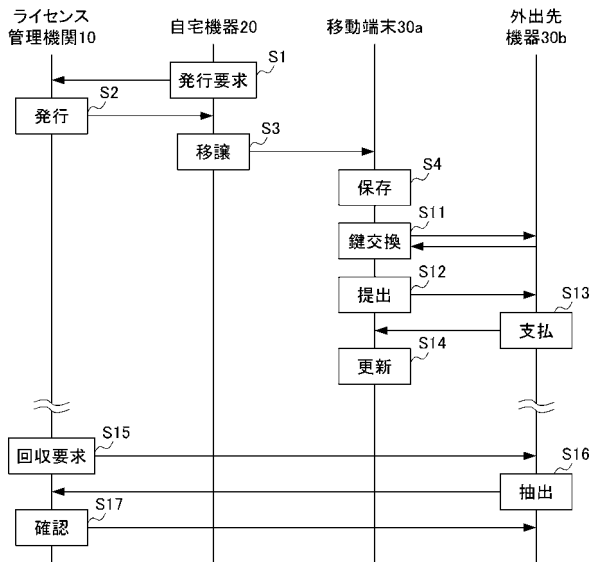 ライセンス
管理機関10
自宅機器20
移動端末30a
外出先
機器30b
S1
発行要求
S2
発行
S3
移譲
S4
保存
S11
鍵交換
S12
提出
S13
支払
S14
更新
S15
回収要求
S16
抽出
S17
確認